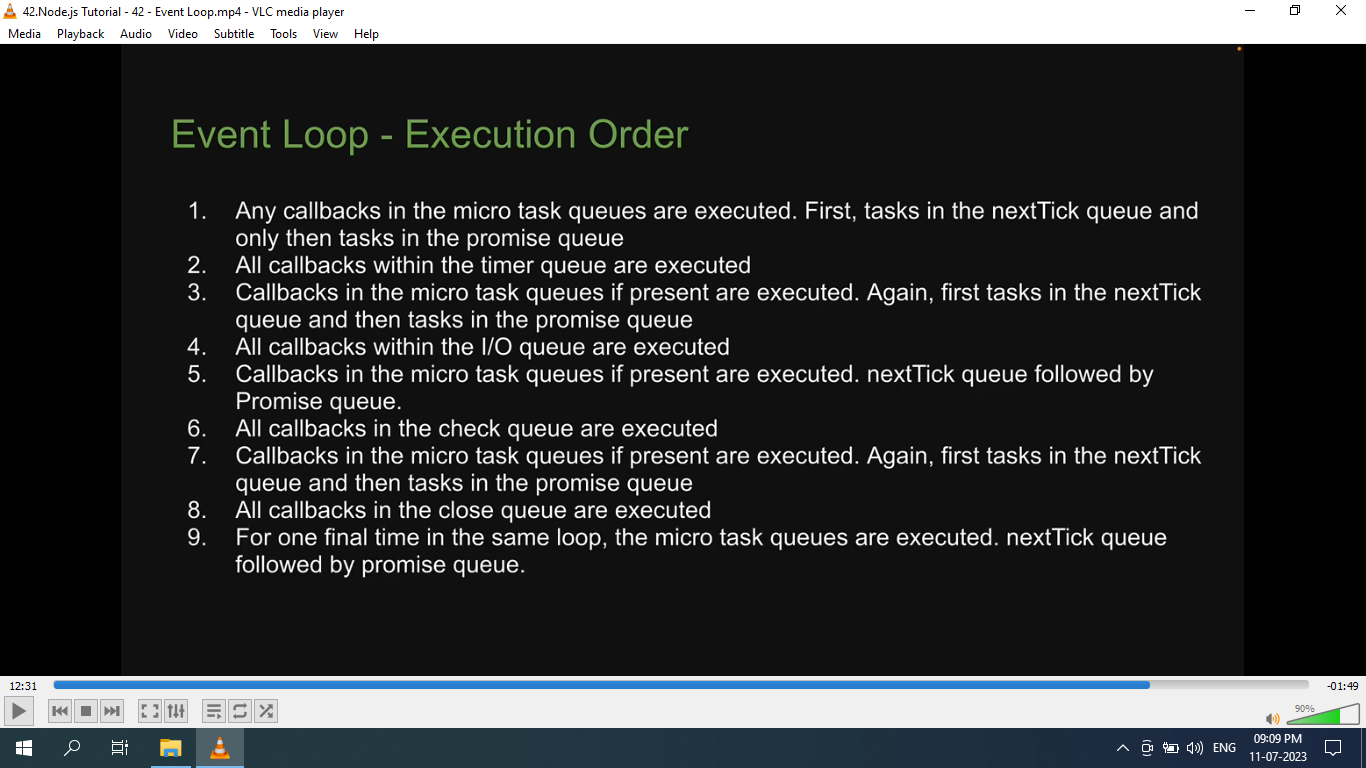 42.Node.js Tutorial - 42 - Event Loop.mp4 - VLC media player
Media Playback Audio Video Subtitle Tools View Help
Event Loop - Execution Order
1. Any callbacks in the micro task queues are executed. First, tasks in the nextTick queue and
only then tasks in the promise queue
2. All callbacks within the timer queue are executed
3. Callbacks in the micro task queues if present are executed. Again, first tasks in the nextTick
queue and then tasks in the promise queue
4. All callbacks within the I/O queue are executed
5. Callbacks in the micro task queues if present are executed. nextTick queue followed by
Promise queue.
6. All callbacks in the check queue are executed
7. Callbacks in the micro task queues if present are executed. Again, first tasks in the nextTick
queue and then tasks in the promise queue
8. All callbacks in the close queue are executed
9. For one final time in the same loop, the micro task queues are executed. nextTick queue
followed by promise queue.
12:31 -01:49
90%
ENG 09:09 PM
11-07-2023